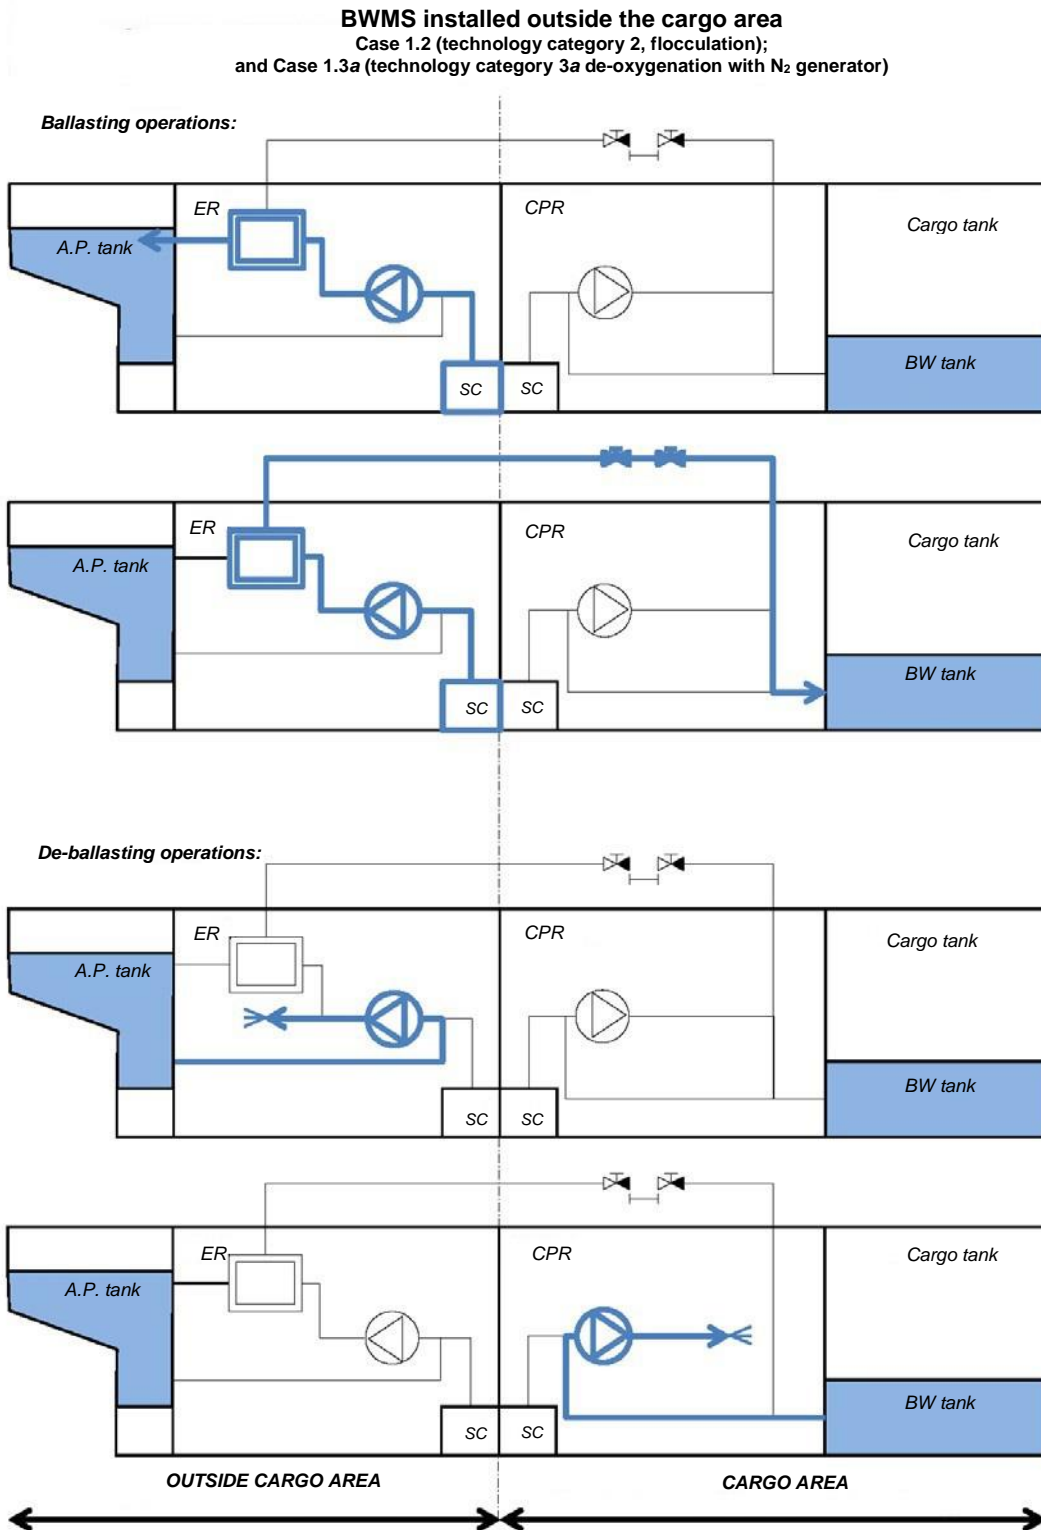 BWMS installed outside the cargo area
Case 1.2 (technology category 2, flocculation);
and Case 1.3a (technology category 3a de-oxygenation with N₂ generator)
Ballasting operations:
ER
CPR
Cargo tank
A.P. tank
BW tank
SC
SC
ER
CPR
Cargo tank
A.P. tank
BW tank
SC
SC
De-ballasting operations:
ER
CPR
Cargo tank
A.P. tank
BW tank
SC
SC
ER
CPR
Cargo tank
A.P. tank
BW tank
SC
SC
OUTSIDE CARGO AREA
CARGO AREA